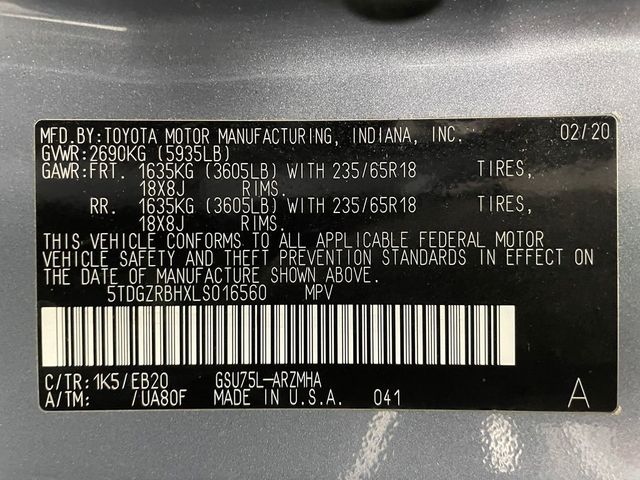 MFD.BY:TOYOTA MOTOR MANUFACTURING, INDIANA, INC. 02/20
GVWR:2690KG (5935LB)
GAWR:FRT. 1635KG (3605LB) WITH 235/65R18 TIRES,
18X8J RIMS.
RR. 1635KG (3605LB) WITH 235/65R18 TIRES,
18X8J RIMS.
THIS VEHICLE CONFORMS TO ALL APPLICABLE FEDERAL MOTOR
VEHICLE SAFETY AND THEFT PREVENTION STANDARDS IN EFFECT ON
THE DATE OF MANUFACTURE SHOWN ABOVE.
5TDGZRBHXLS016560 MPV
C/TR:1K5/EB20 GSU75L-ARZMHA
A/TM: /UA80F MADE IN U.S.A. 041 A